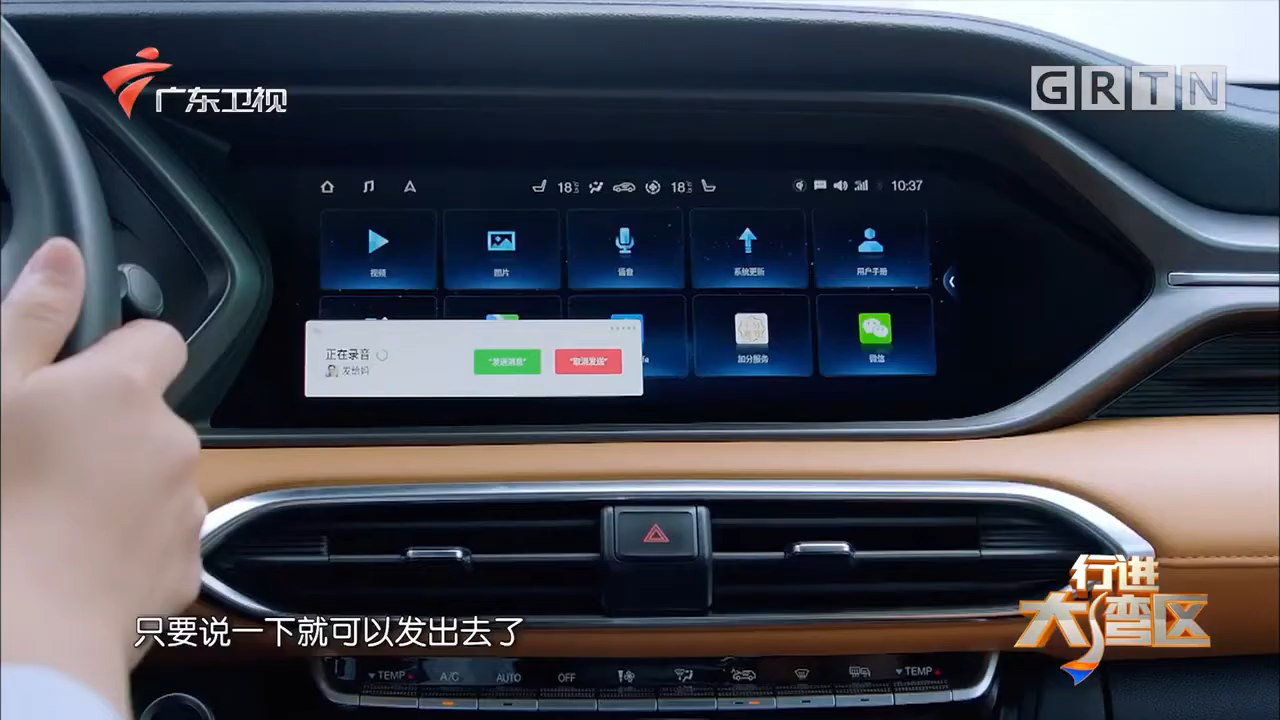 广东卫视
GRTN
18
18
10:37
视频
图片
语音
系统更新
用户手册
正在录音
发给妈
"发送消息"
"取消发送"
加分服务
微信
行进
大湾区
只要说一下就可以发出去了
TEMP
A/C
AUTO
OFF
TEMP